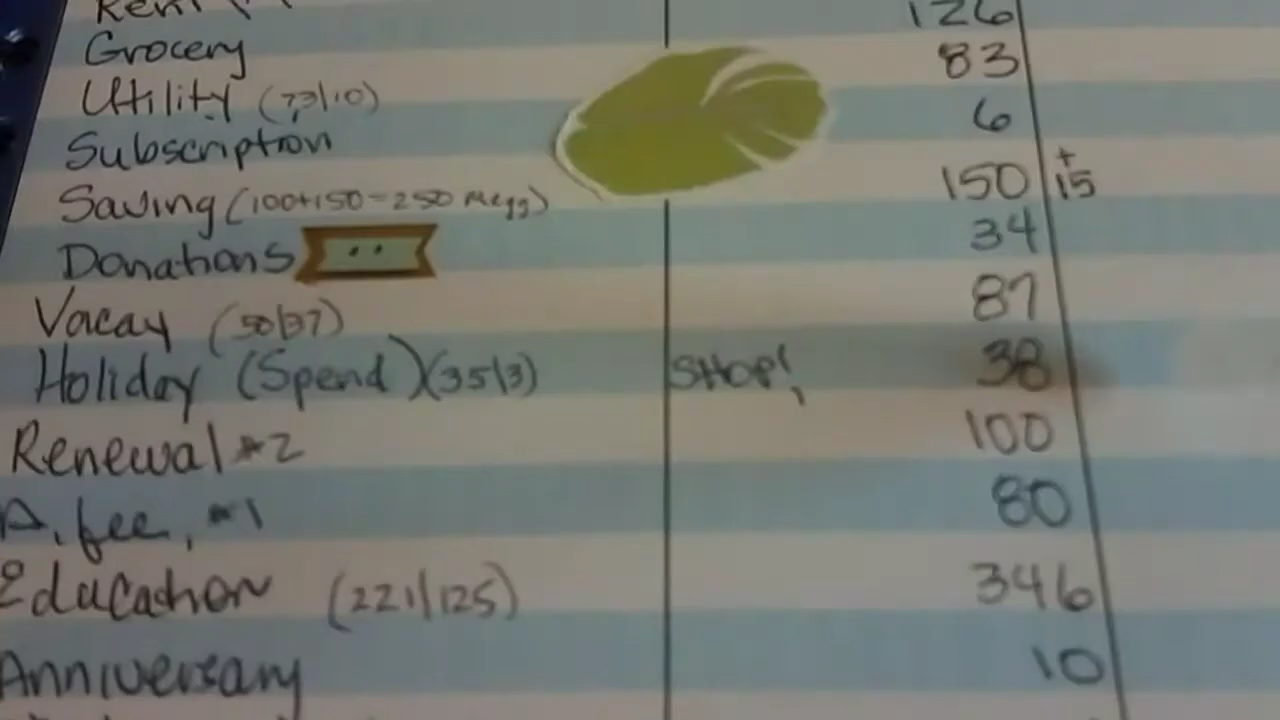 Rent
Grocery 126
Utility (73/10) 83
Subscription 6
Saving (100+150=250 Meg) 150 +15
Donations 34
Vacay (50/37) 87
Holiday (Spend) (35/3) SHOP! 38
Renewal #2 100
A. fee, #1 80
Education (221/125) 346
Anniversary 10